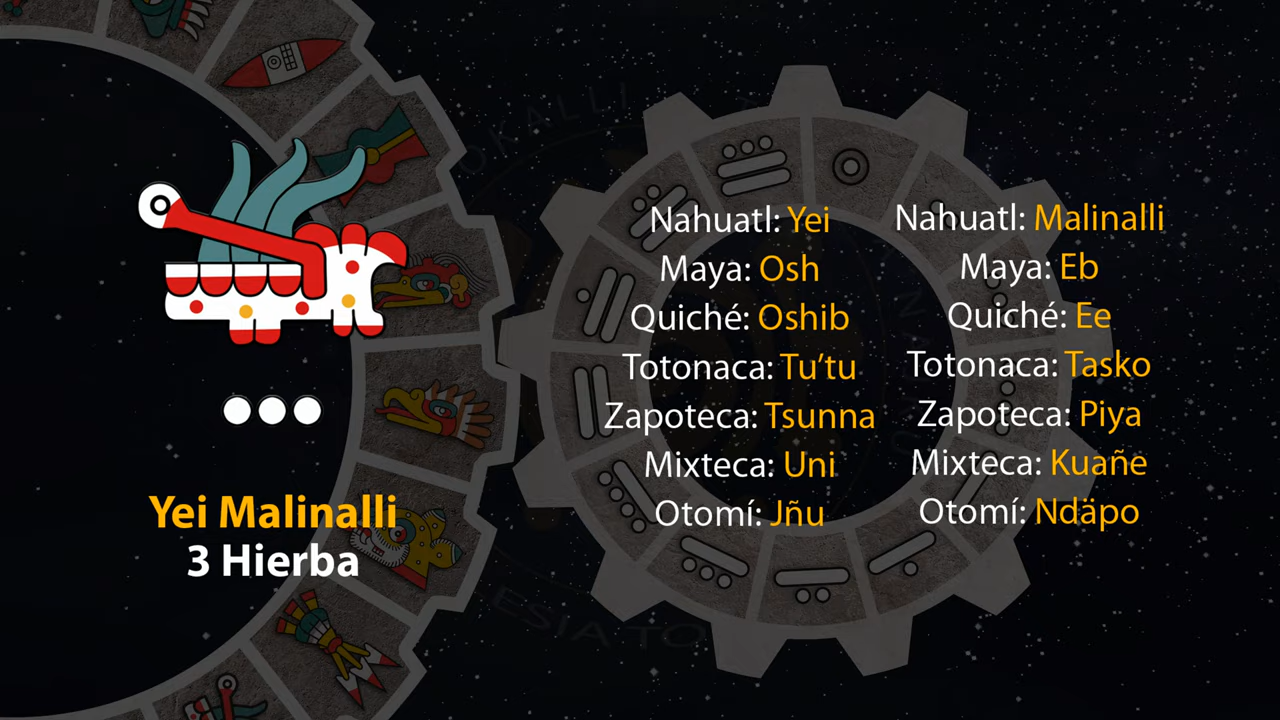 Yei Malinalli
3 Hierba
Nahuatl: Yei
Maya: Osh
Quiché: Oshib
Totonaca: Tu’tu
Zapoteca: Tsunna
Mixteca: Uni
Otomí: Jñu
Nahuatl: Malinalli
Maya: Eb
Quiché: Ee
Totonaca: Tasko
Zapoteca: Piya
Mixteca: Kuañe
Otomí: Ndäpo